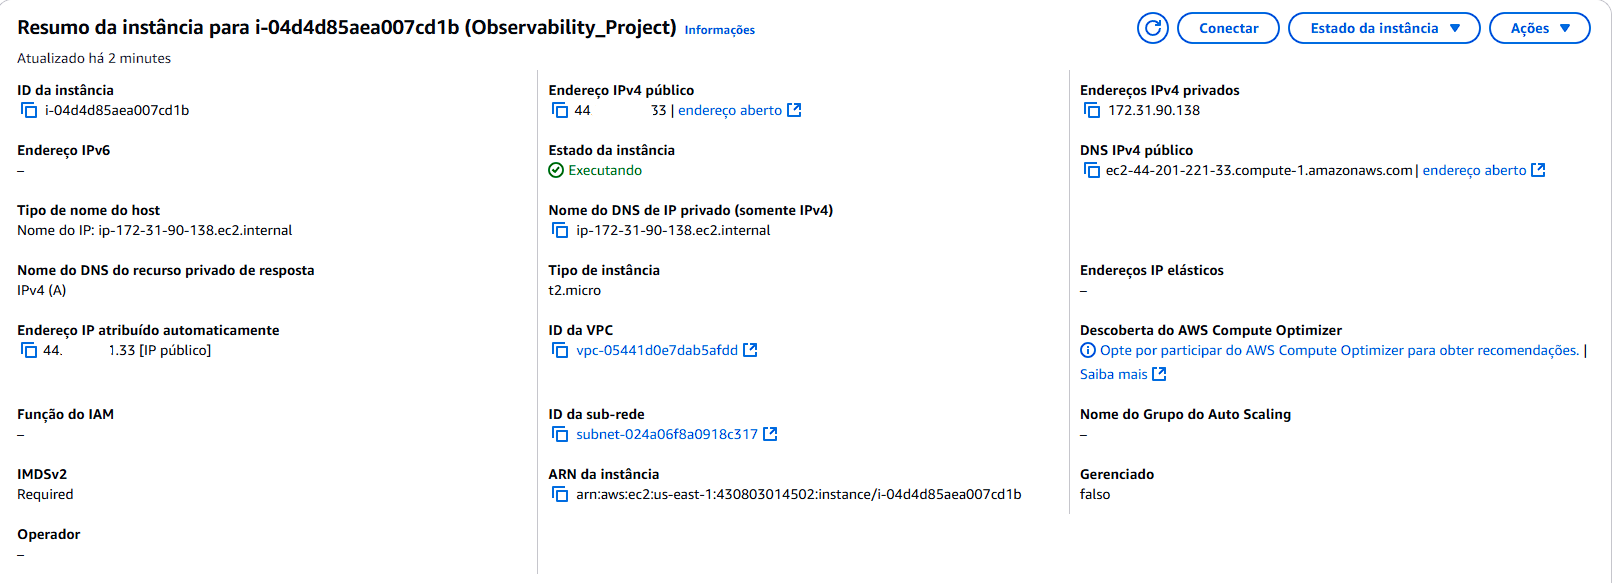 Resumo da instância para i-04d4d85aea007cd1b (Observability_Project) Informações
Conectar
Estado da instância
Ações
Atualizado há 2 minutes
ID da instância
i-04d4d85aea007cd1b
Endereço IPv4 público
44 33 | endereço aberto
Endereços IPv4 privados
172.31.90.138
Endereço IPv6
–
Estado da instância
Executando
DNS IPv4 público
ec2-44-201-221-33.compute-1.amazonaws.com | endereço aberto
Tipo de nome do host
Nome do IP: ip-172-31-90-138.ec2.internal
Nome do DNS de IP privado (somente IPv4)
ip-172-31-90-138.ec2.internal
Nome do DNS do recurso privado de resposta
IPv4 (A)
Tipo de instância
t2.micro
Endereços IP elásticos
–
Endereço IP atribuído automaticamente
44. 1.33 [IP público]
ID da VPC
vpc-05441d0e7dab5afdd
Descoberta do AWS Compute Optimizer
Opte por participar do AWS Compute Optimizer para obter recomendações. |
Saiba mais
Função do IAM
–
ID da sub-rede
subnet-024a06f8a0918c317
Nome do Grupo do Auto Scaling
–
IMDSv2
Required
ARN da instância
arn:aws:ec2:us-east-1:430803014502:instance/i-04d4d85aea007cd1b
Gerenciado
falso
Operador
–